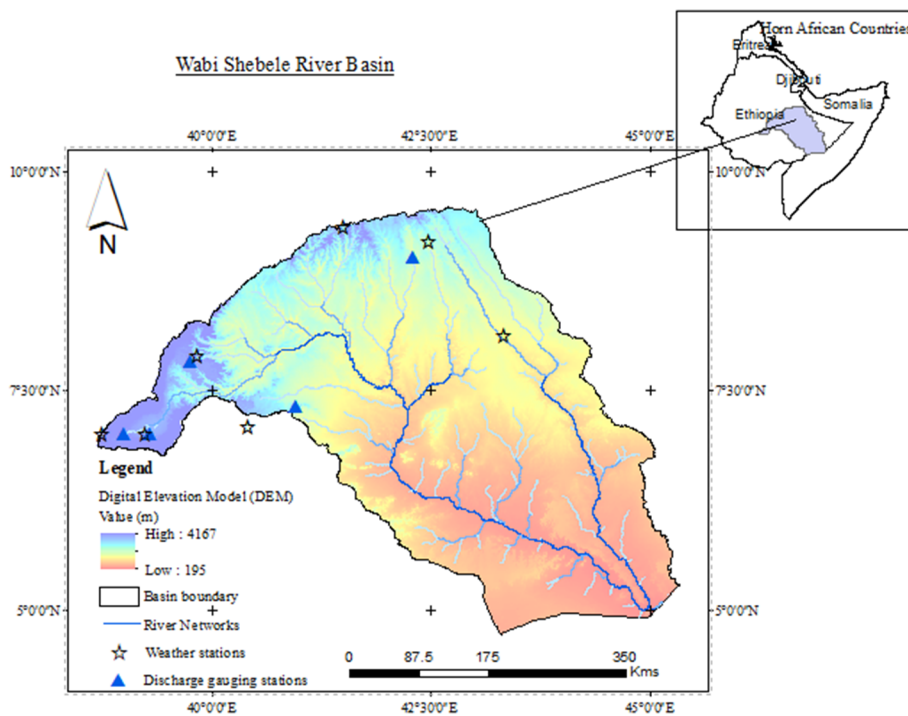 Horn African Countries
Eritrea
Djibouti
Somalia
Ethiopia
Wabi Shebele River Basin
40°0'0"E 42°30'0"E 45°0'0"E
10°0'0"N 10°0'0"N
N
7°30'0"N 7°30'0"N
Legend
Digital Elevation Model (DEM)
Value (m)
High : 4167
Low : 195
Basin boundary
River Networks
Weather stations
Discharge gauging stations
5°0'0"N 5°0'0"N
0 87.5 175 350
Kms
40°0'0"E 42°30'0"E 45°0'0"E